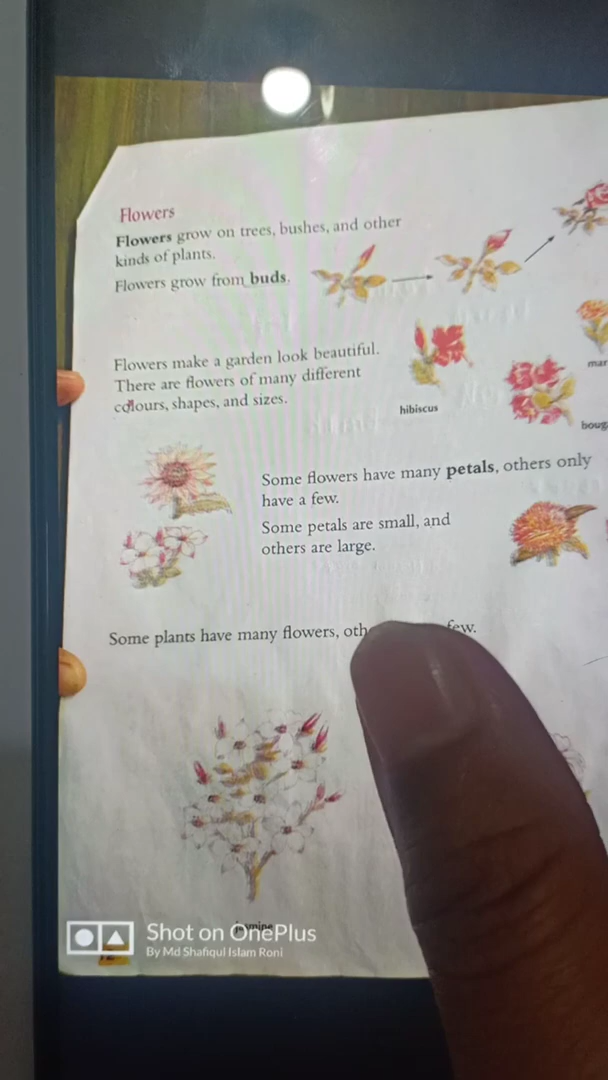 Flowers
Flowers grow on trees, bushes, and other
kinds of plants.
Flowers grow from buds.
Flowers make a garden look beautiful.
There are flowers of many different
colours, shapes, and sizes.
hibiscus
mar
boug
Some flowers have many petals, others only
have a few.
Some petals are small, and
others are large.
Some plants have many flowers, oth few.
jasmine
Shot on OnePlus
By Md Shafiqul Islam Roni